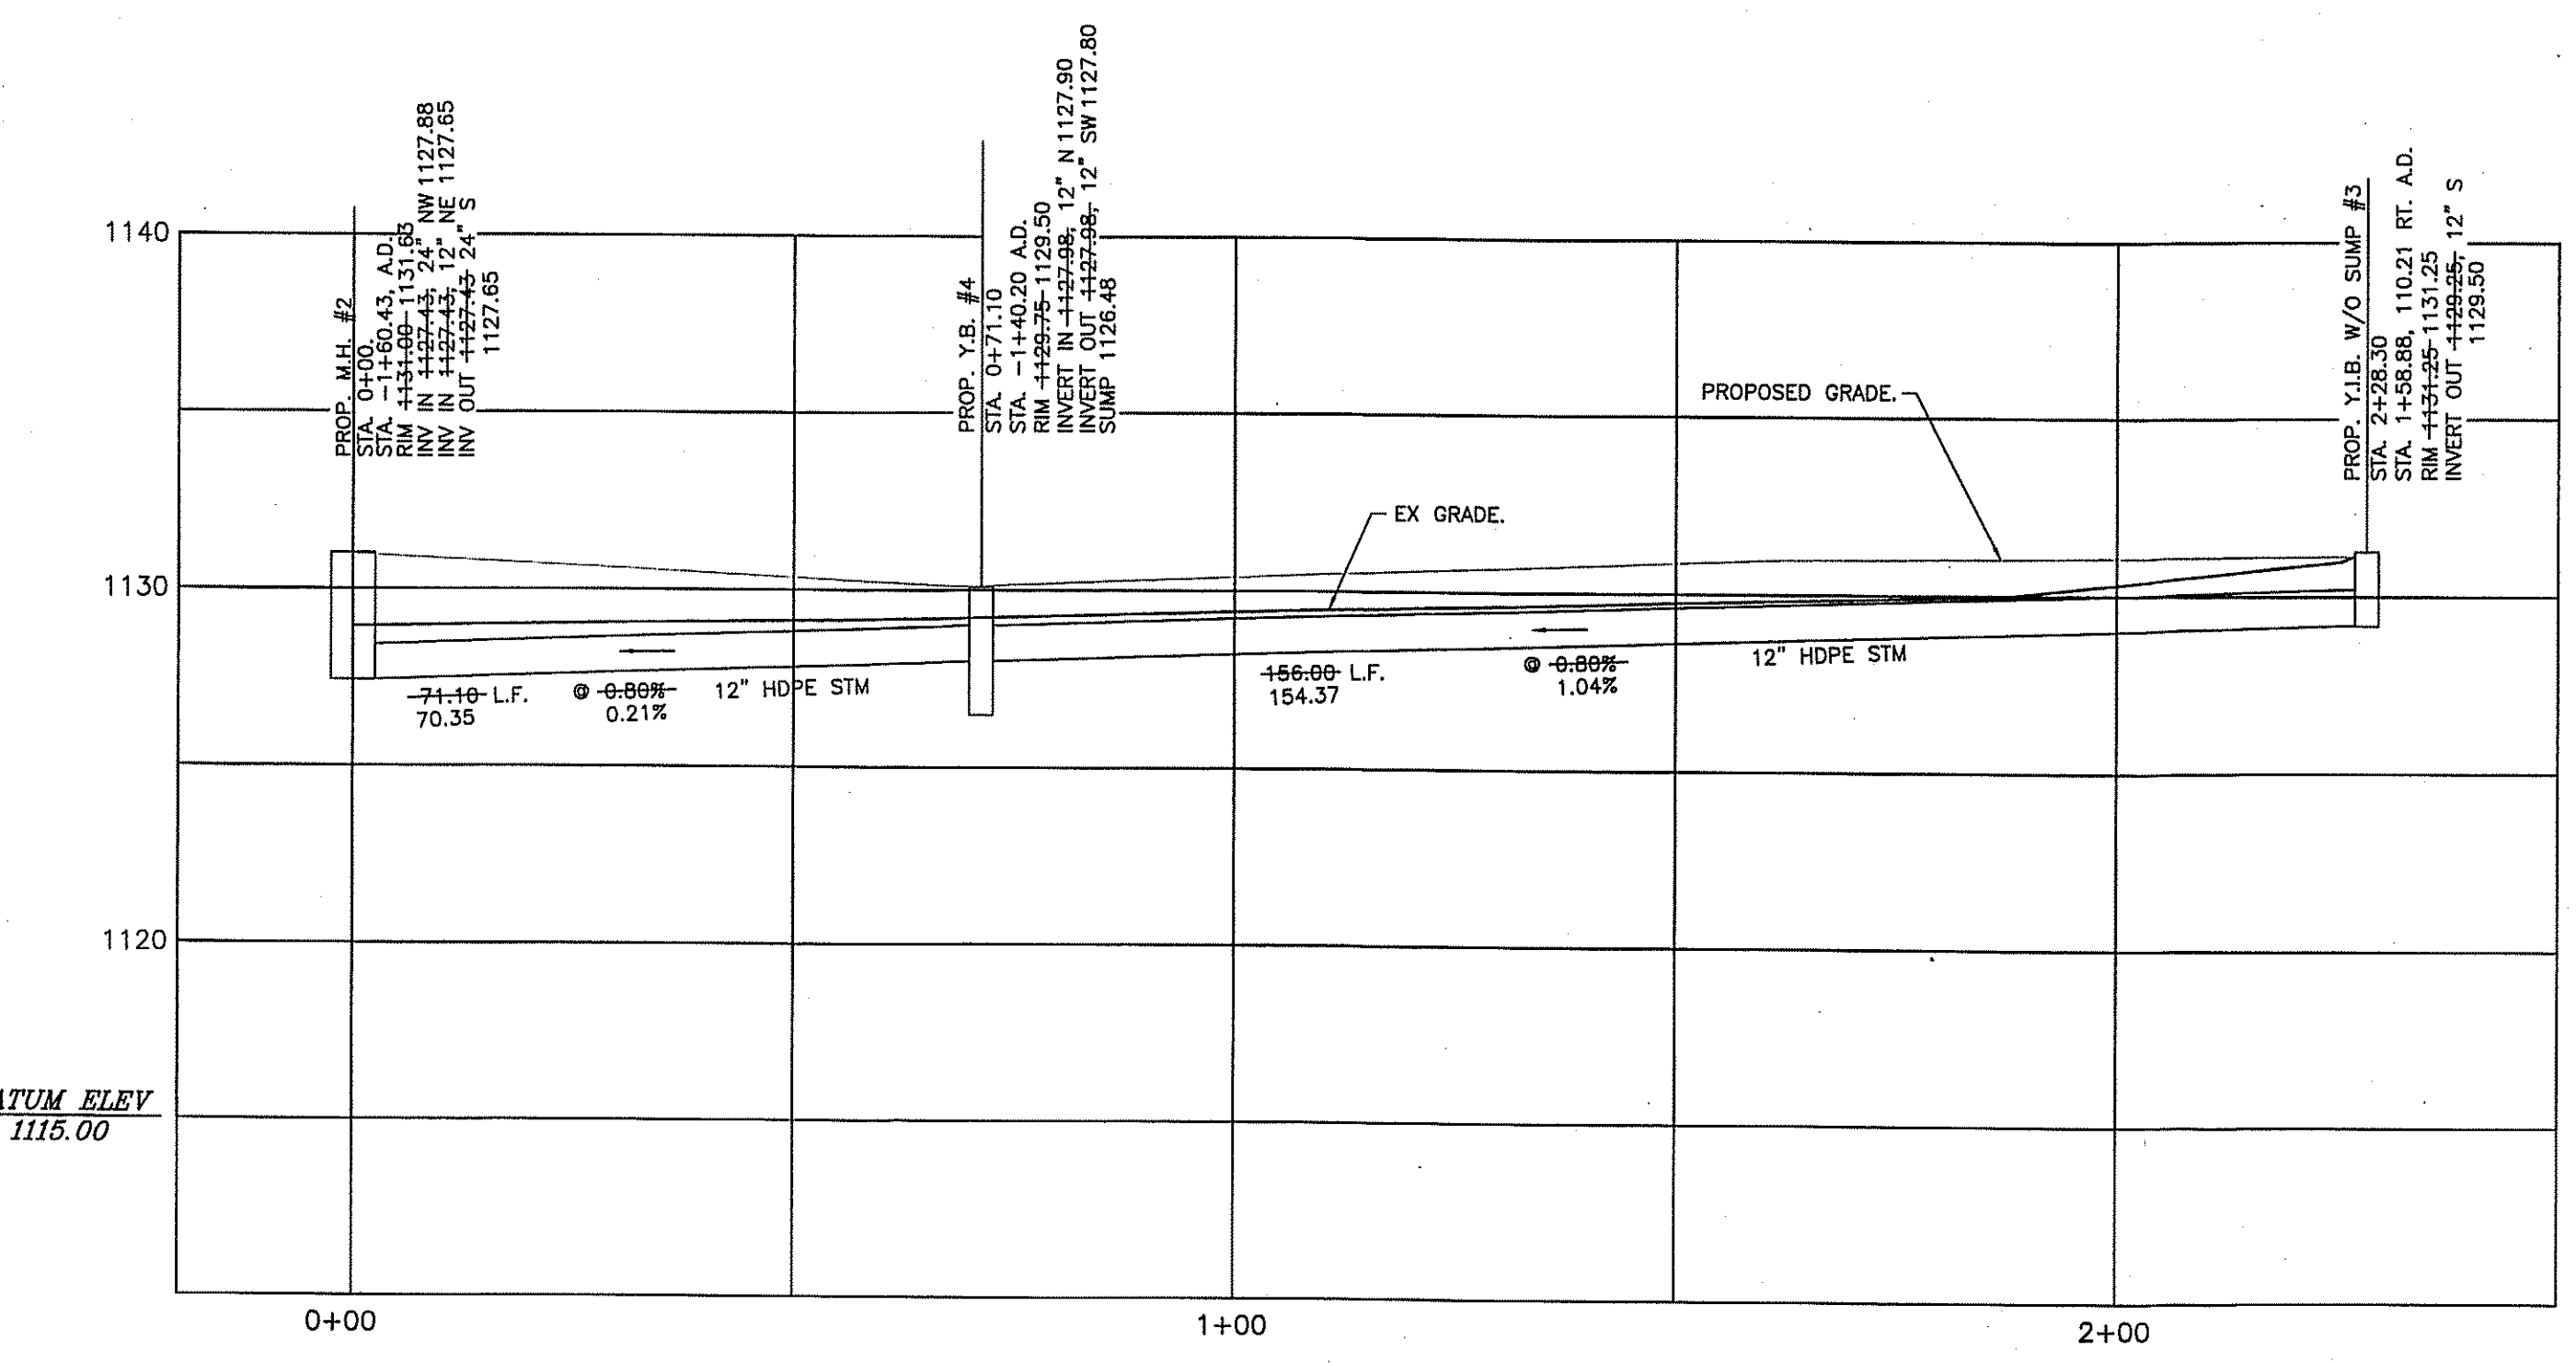 PROP. M.H. #2
STA. 0+00.
STA. -1+60.43, A.D.
RIM 1131.00 1131.63
INV IN 1127.43, 24" NW 1127.88
INV IN 1127.43, 12" NE 1127.65
INV OUT 1127.43 24" S
1127.65
PROP. Y.B. #4
STA. 0+71.10
STA. -1+40.20 A.D.
RIM 1129.75 1129.50
INVERT IN 1127.98, 12" N 1127.90
INVERT OUT 1127.98, 12" SW 1127.80
SUMP 1126.48
PROP. Y.I.B. W/O SUMP #3
STA. 2+28.30
STA. 1+58.88, 110.21 RT. A.D.
RIM 1131.25 1131.25
INVERT OUT 1129.25, 12" S
1129.50
1140
PROPOSED GRADE.
EX GRADE.
1130
71.10 L.F. @ 0.80% 12" HDPE STM
70.35 0.21%
156.00 L.F. @ 0.80% 12" HDPE STM
154.37 1.04%
1120
ATUM ELEV
1115.00
0+00 1+00 2+00